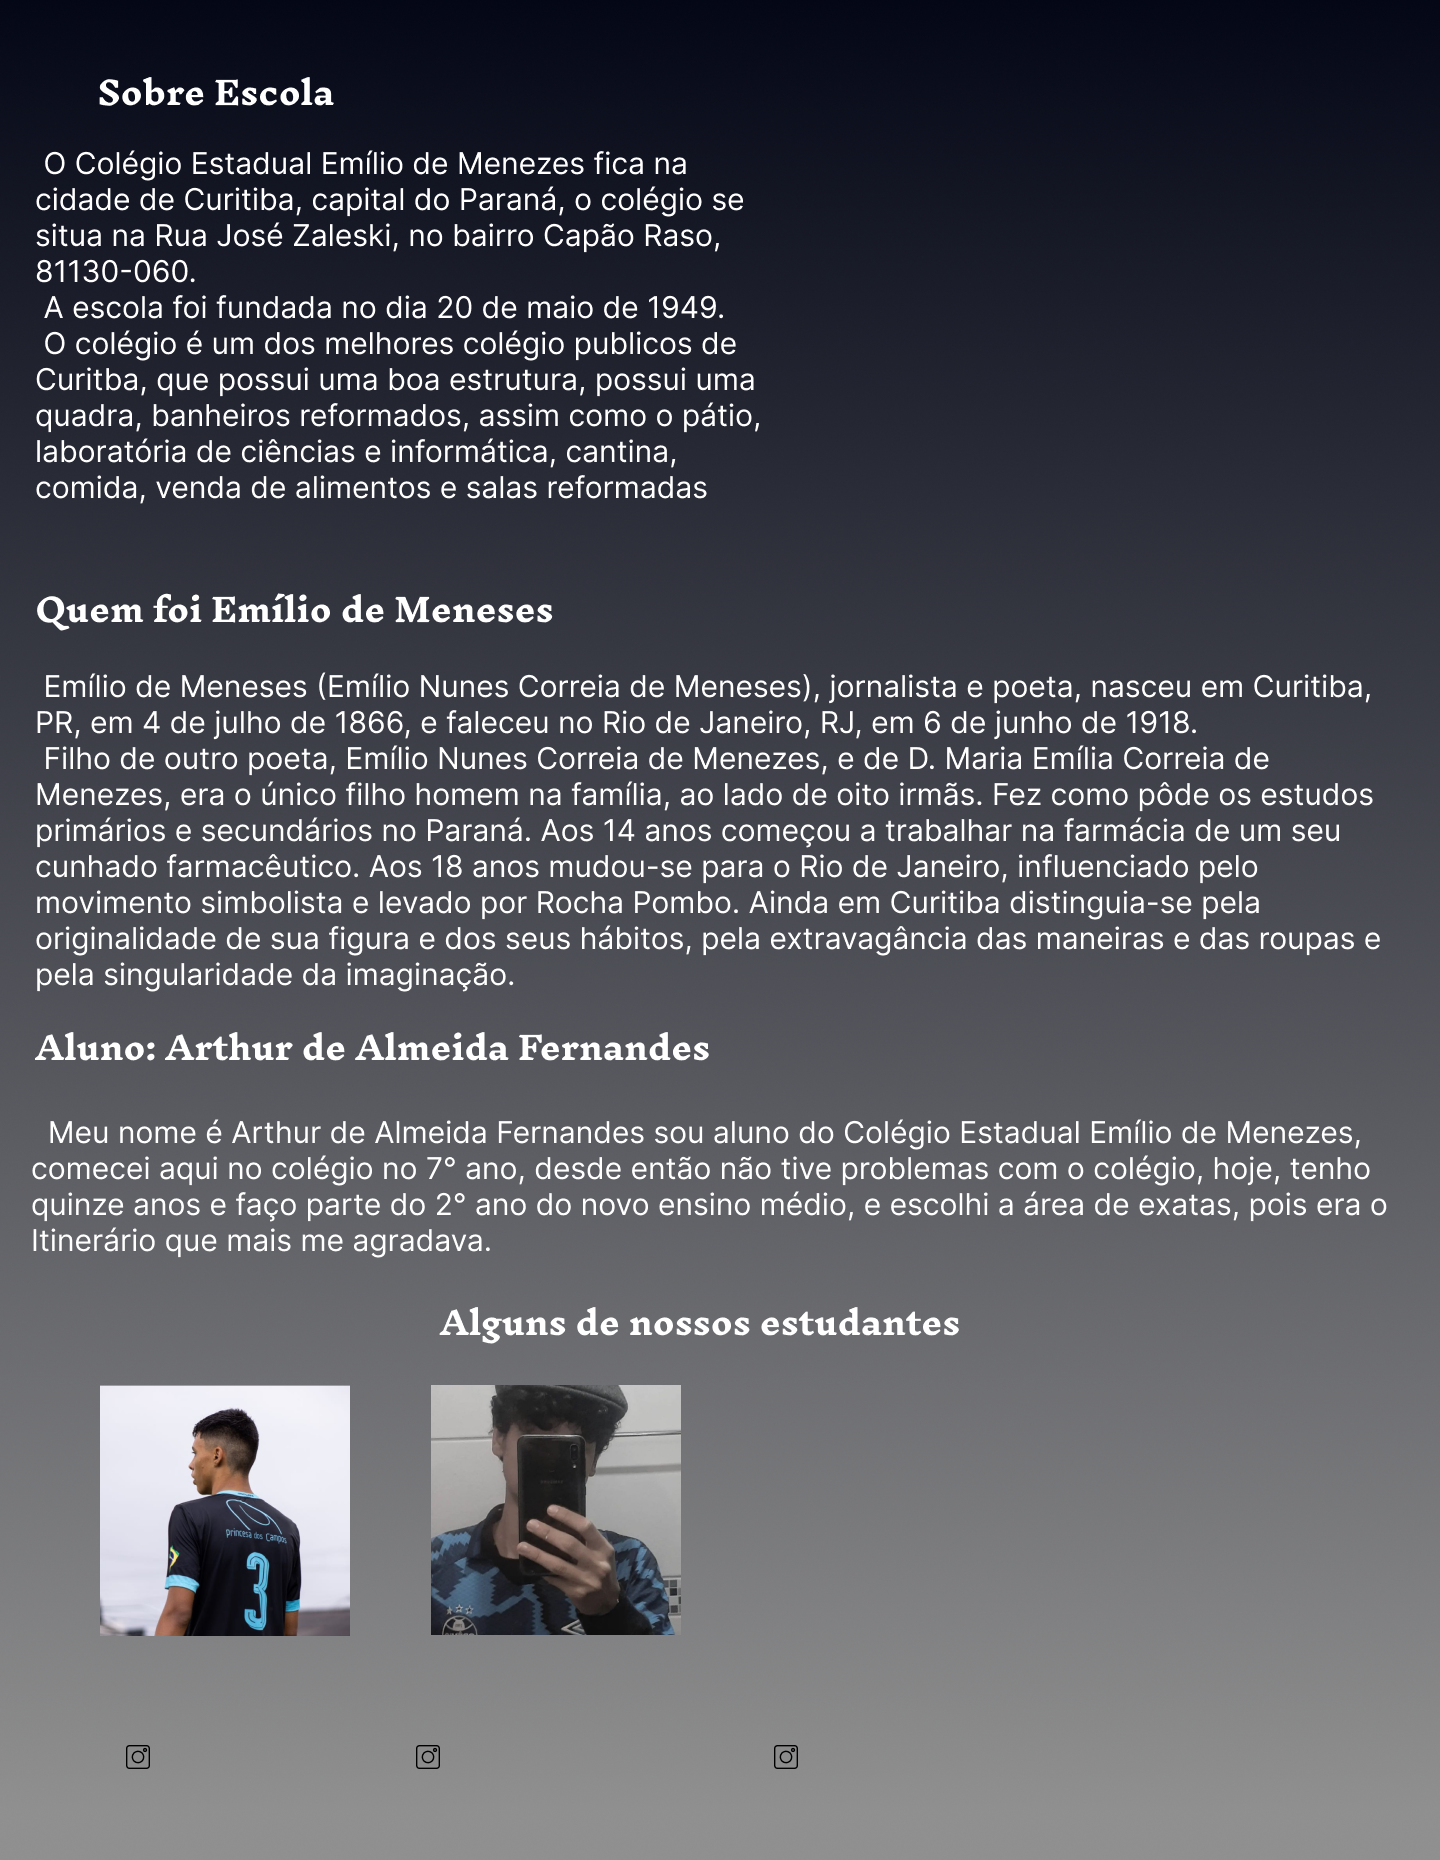 Sobre Escola
O Colégio Estadual Emílio de Menezes fica na
cidade de Curitiba, capital do Paraná, o colégio se
situa na Rua José Zaleski, no bairro Capão Raso,
81130-060.
A escola foi fundada no dia 20 de maio de 1949.
O colégio é um dos melhores colégio publicos de
Curitba, que possui uma boa estrutura, possui uma
quadra, banheiros reformados, assim como o pátio,
laboratória de ciências e informática, cantina,
comida, venda de alimentos e salas reformadas
Quem foi Emílio de Meneses
Emílio de Meneses (Emílio Nunes Correia de Meneses), jornalista e poeta, nasceu em Curitiba,
PR, em 4 de julho de 1866, e faleceu no Rio de Janeiro, RJ, em 6 de junho de 1918.
Filho de outro poeta, Emílio Nunes Correia de Menezes, e de D. Maria Emília Correia de
Menezes, era o único filho homem na família, ao lado de oito irmãs. Fez como pôde os estudos
primários e secundários no Paraná. Aos 14 anos começou a trabalhar na farmácia de um seu
cunhado farmacêutico. Aos 18 anos mudou-se para o Rio de Janeiro, influenciado pelo
movimento simbolista e levado por Rocha Pombo. Ainda em Curitiba distinguia-se pela
originalidade de sua figura e dos seus hábitos, pela extravagância das maneiras e das roupas e
pela singularidade da imaginação.
Aluno: Arthur de Almeida Fernandes
Meu nome é Arthur de Almeida Fernandes sou aluno do Colégio Estadual Emílio de Menezes,
comecei aqui no colégio no 7° ano, desde então não tive problemas com o colégio, hoje, tenho
quinze anos e faço parte do 2° ano do novo ensino médio, e escolhi a área de exatas, pois era o
Itinerário que mais me agradava.
Alguns de nossos estudantes
princesa dos Campos
3